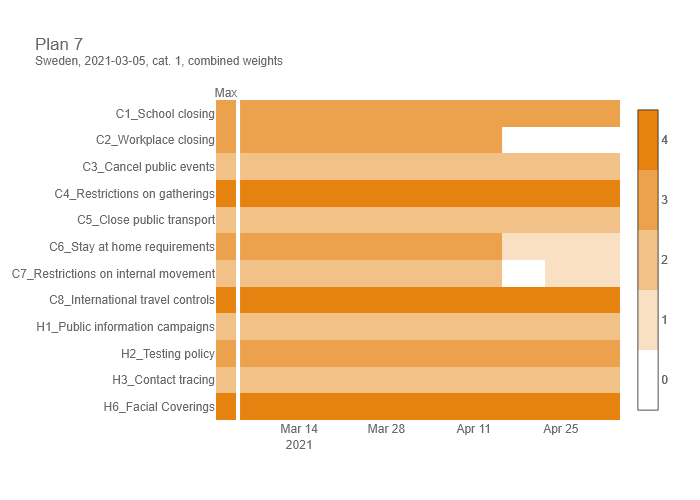 Plan 7
Sweden, 2021-03-05, cat. 1, combined weights
Max
C1_School closing
C2_Workplace closing
C3_Cancel public events
C4_Restrictions on gatherings
C5_Close public transport
C6_Stay at home requirements
C7_Restrictions on internal movement
C8_International travel controls
H1_Public information campaigns
H2_Testing policy
H3_Contact tracing
H6_Facial Coverings
Mar 14 Mar 28 Apr 11 Apr 25
2021
4
3
2
1
0